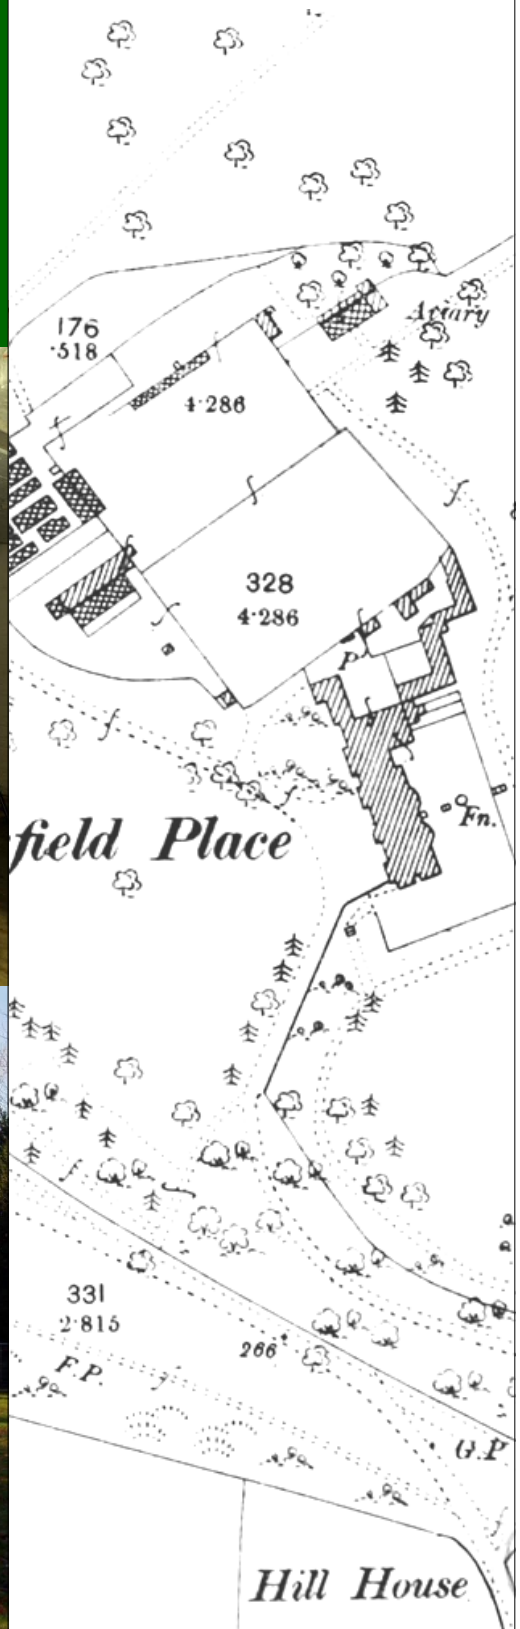 Aviary
176
·518
4·286
328
4·286
P.
Fn.
field Place
331
2·815
266
F.P.
G.P
Hill House